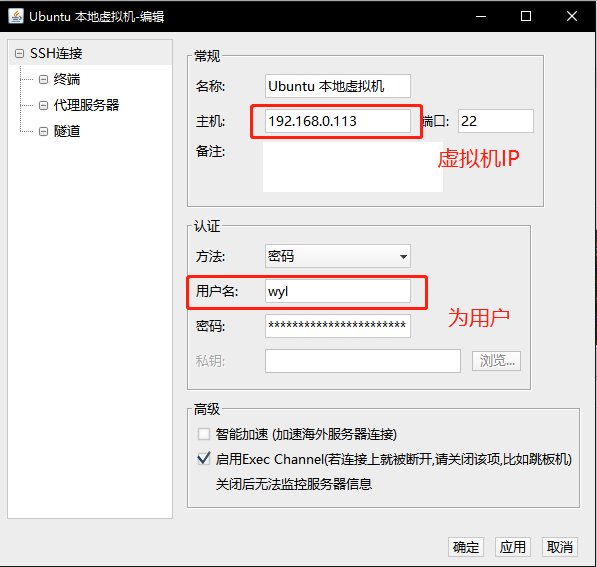 Ubuntu 本地虚拟机-编辑
SSH连接
终端
代理服务器
隧道
常规
名称: Ubuntu 本地虚拟机
主机: 192.168.0.113 端口: 22
备注:
虚拟机IP
认证
方法: 密码
用户名: wyl
为用户
密码: ***********************
私钥: 浏览...
高级
智能加速 (加速海外服务器连接)
启用Exec Channel(若连接上就被断开,请关闭该项,比如跳板机)
关闭后无法监控服务器信息
确定 应用 取消